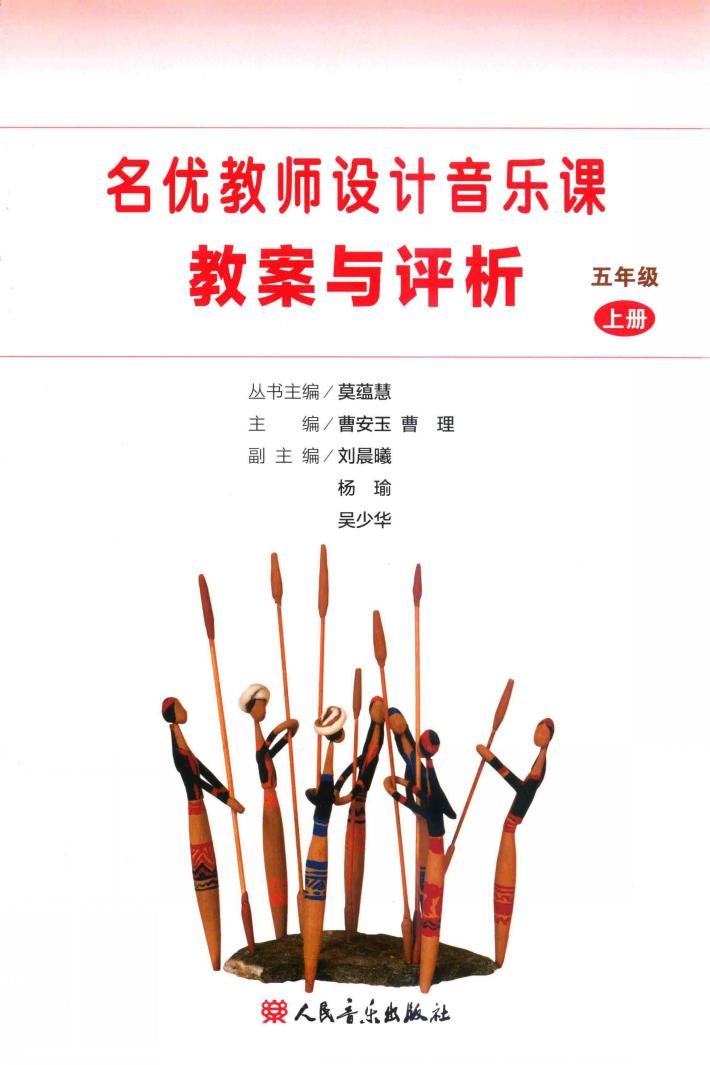 名优教师设计音乐课
教案与评析
五年级
上册
丛书主编/莫蕴慧
主 编/曹安玉 曹 理
副 主 编/刘晨曦
杨 瑜
吴少华
人民音乐出版社